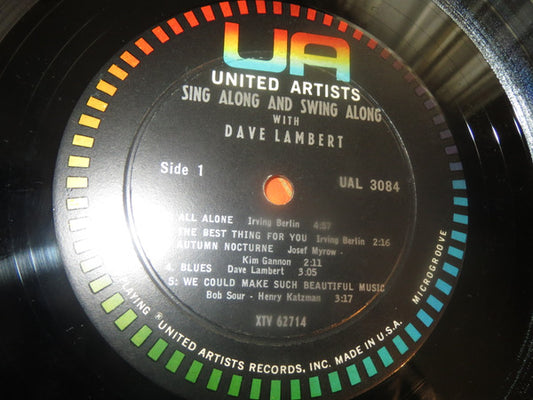 UA
UNITED ARTISTS
SING ALONG AND SWING ALONG
WITH
DAVE LAMBERT
Side 1
UAL 3084
ALL ALONE Irving Berlin 4:57
THE BEST THING FOR YOU Irving Berlin 2:16
AUTUMN NOCTURNE Josef Myrow -
Kim Gannon 2:11
4. BLUES Dave Lambert 3:05
5: WE COULD MAKE SUCH BEAUTIFUL MUSIC
Bob Sour - Henry Katzman 3:17
XTV 62714
PLAYING ® UNITED ARTISTS RECORDS, INC. MADE IN U.S.A. MICROGROOVE